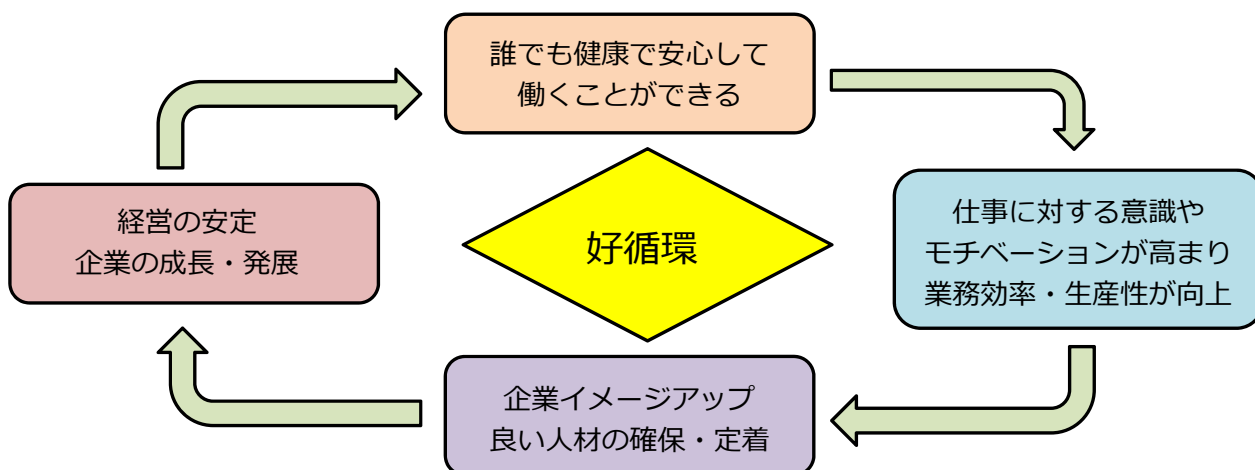 誰でも健康で安心して
働くことができる
仕事に対する意識や
モチベーションが高まり
業務効率・生産性が向上
企業イメージアップ
良い人材の確保・定着
経営の安定
企業の成長・発展
好循環